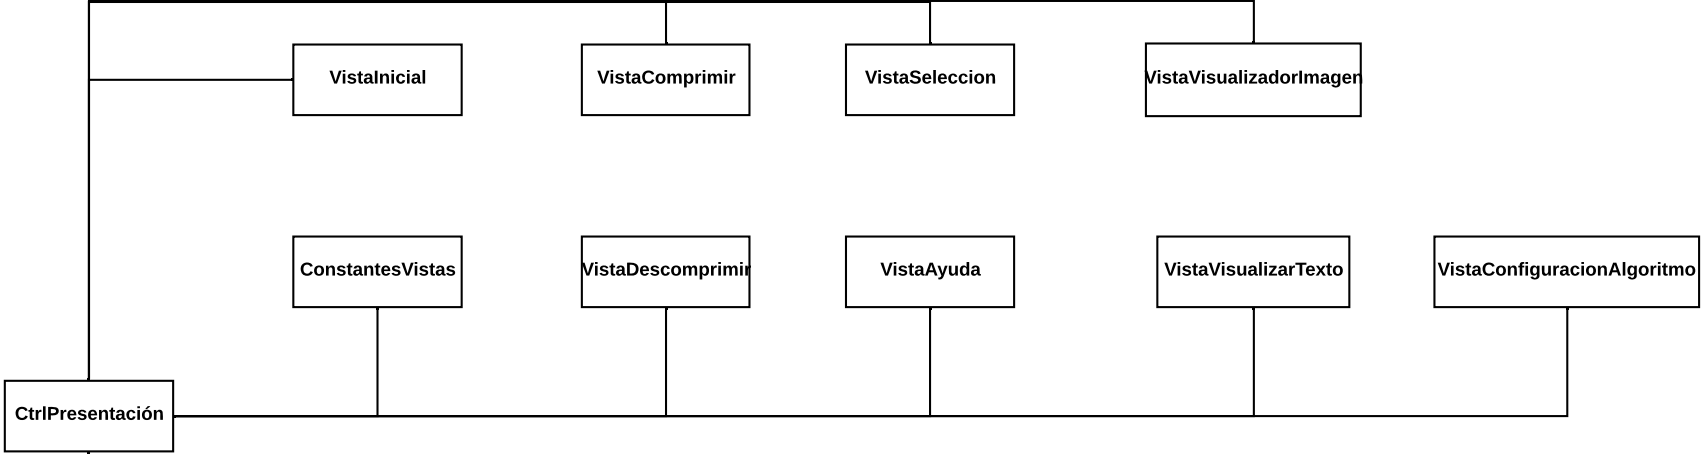 VistaInicial
VistaComprimir
VistaSeleccion
VistaVisualizadorImagen
ConstantesVistas
VistaDescomprimir
VistaAyuda
VistaVisualizarTexto
VistaConfiguracionAlgoritmo
CtrlPresentación